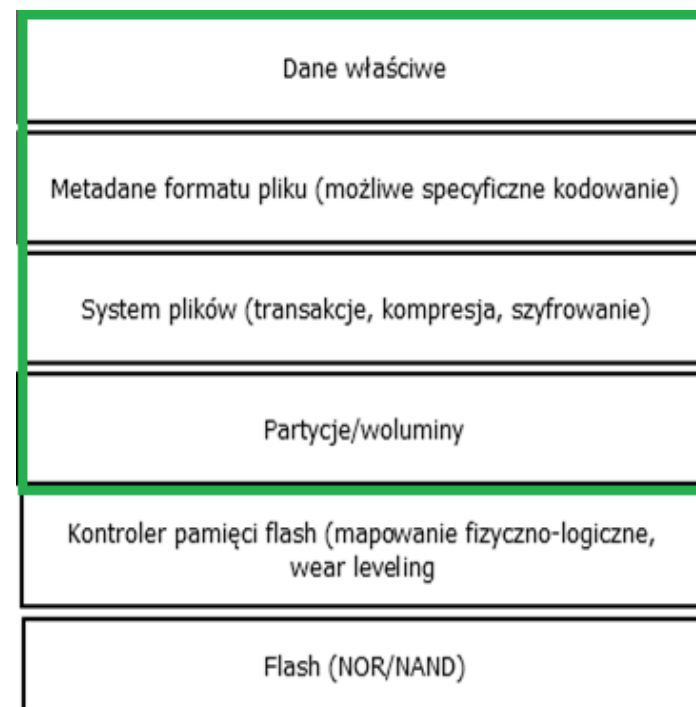 Dane właściwe
Metadane formatu pliku (możliwe specyficzne kodowanie)
System plików (transakcje, kompresja, szyfrowanie)
Partycje/woluminy
Kontroler pamięci flash (mapowanie fizyczno-logiczne,
wear leveling
Flash (NOR/NAND)